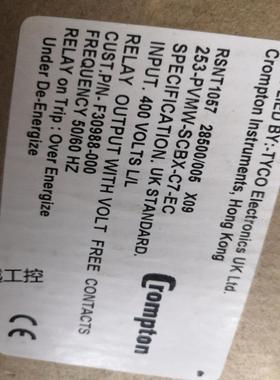 LIED BY:-TYCO Electronics UK Ltd.
Crompton Instruments, Hong Kong
RSNT1057 28500/005 X09
253-PVMW-SCBX-C7-EC
SPECIFICATION. UK STANDARD.
INPUT. 400 VOLTS L/L
RELAY OUTPUT WITH VOLT FREE CONTACTS
CUST.P/N-F30988-000
FREQUENCY 50/60 HZ
RELAY on Trip : Over Energize
Under De-Energize
Crompton
工控
CE